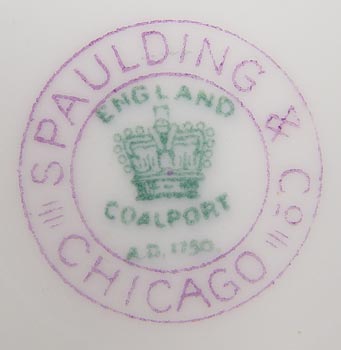 SPAULDING & Co
CHICAGO
ENGLAND
COALPORT
A.D. 1750.